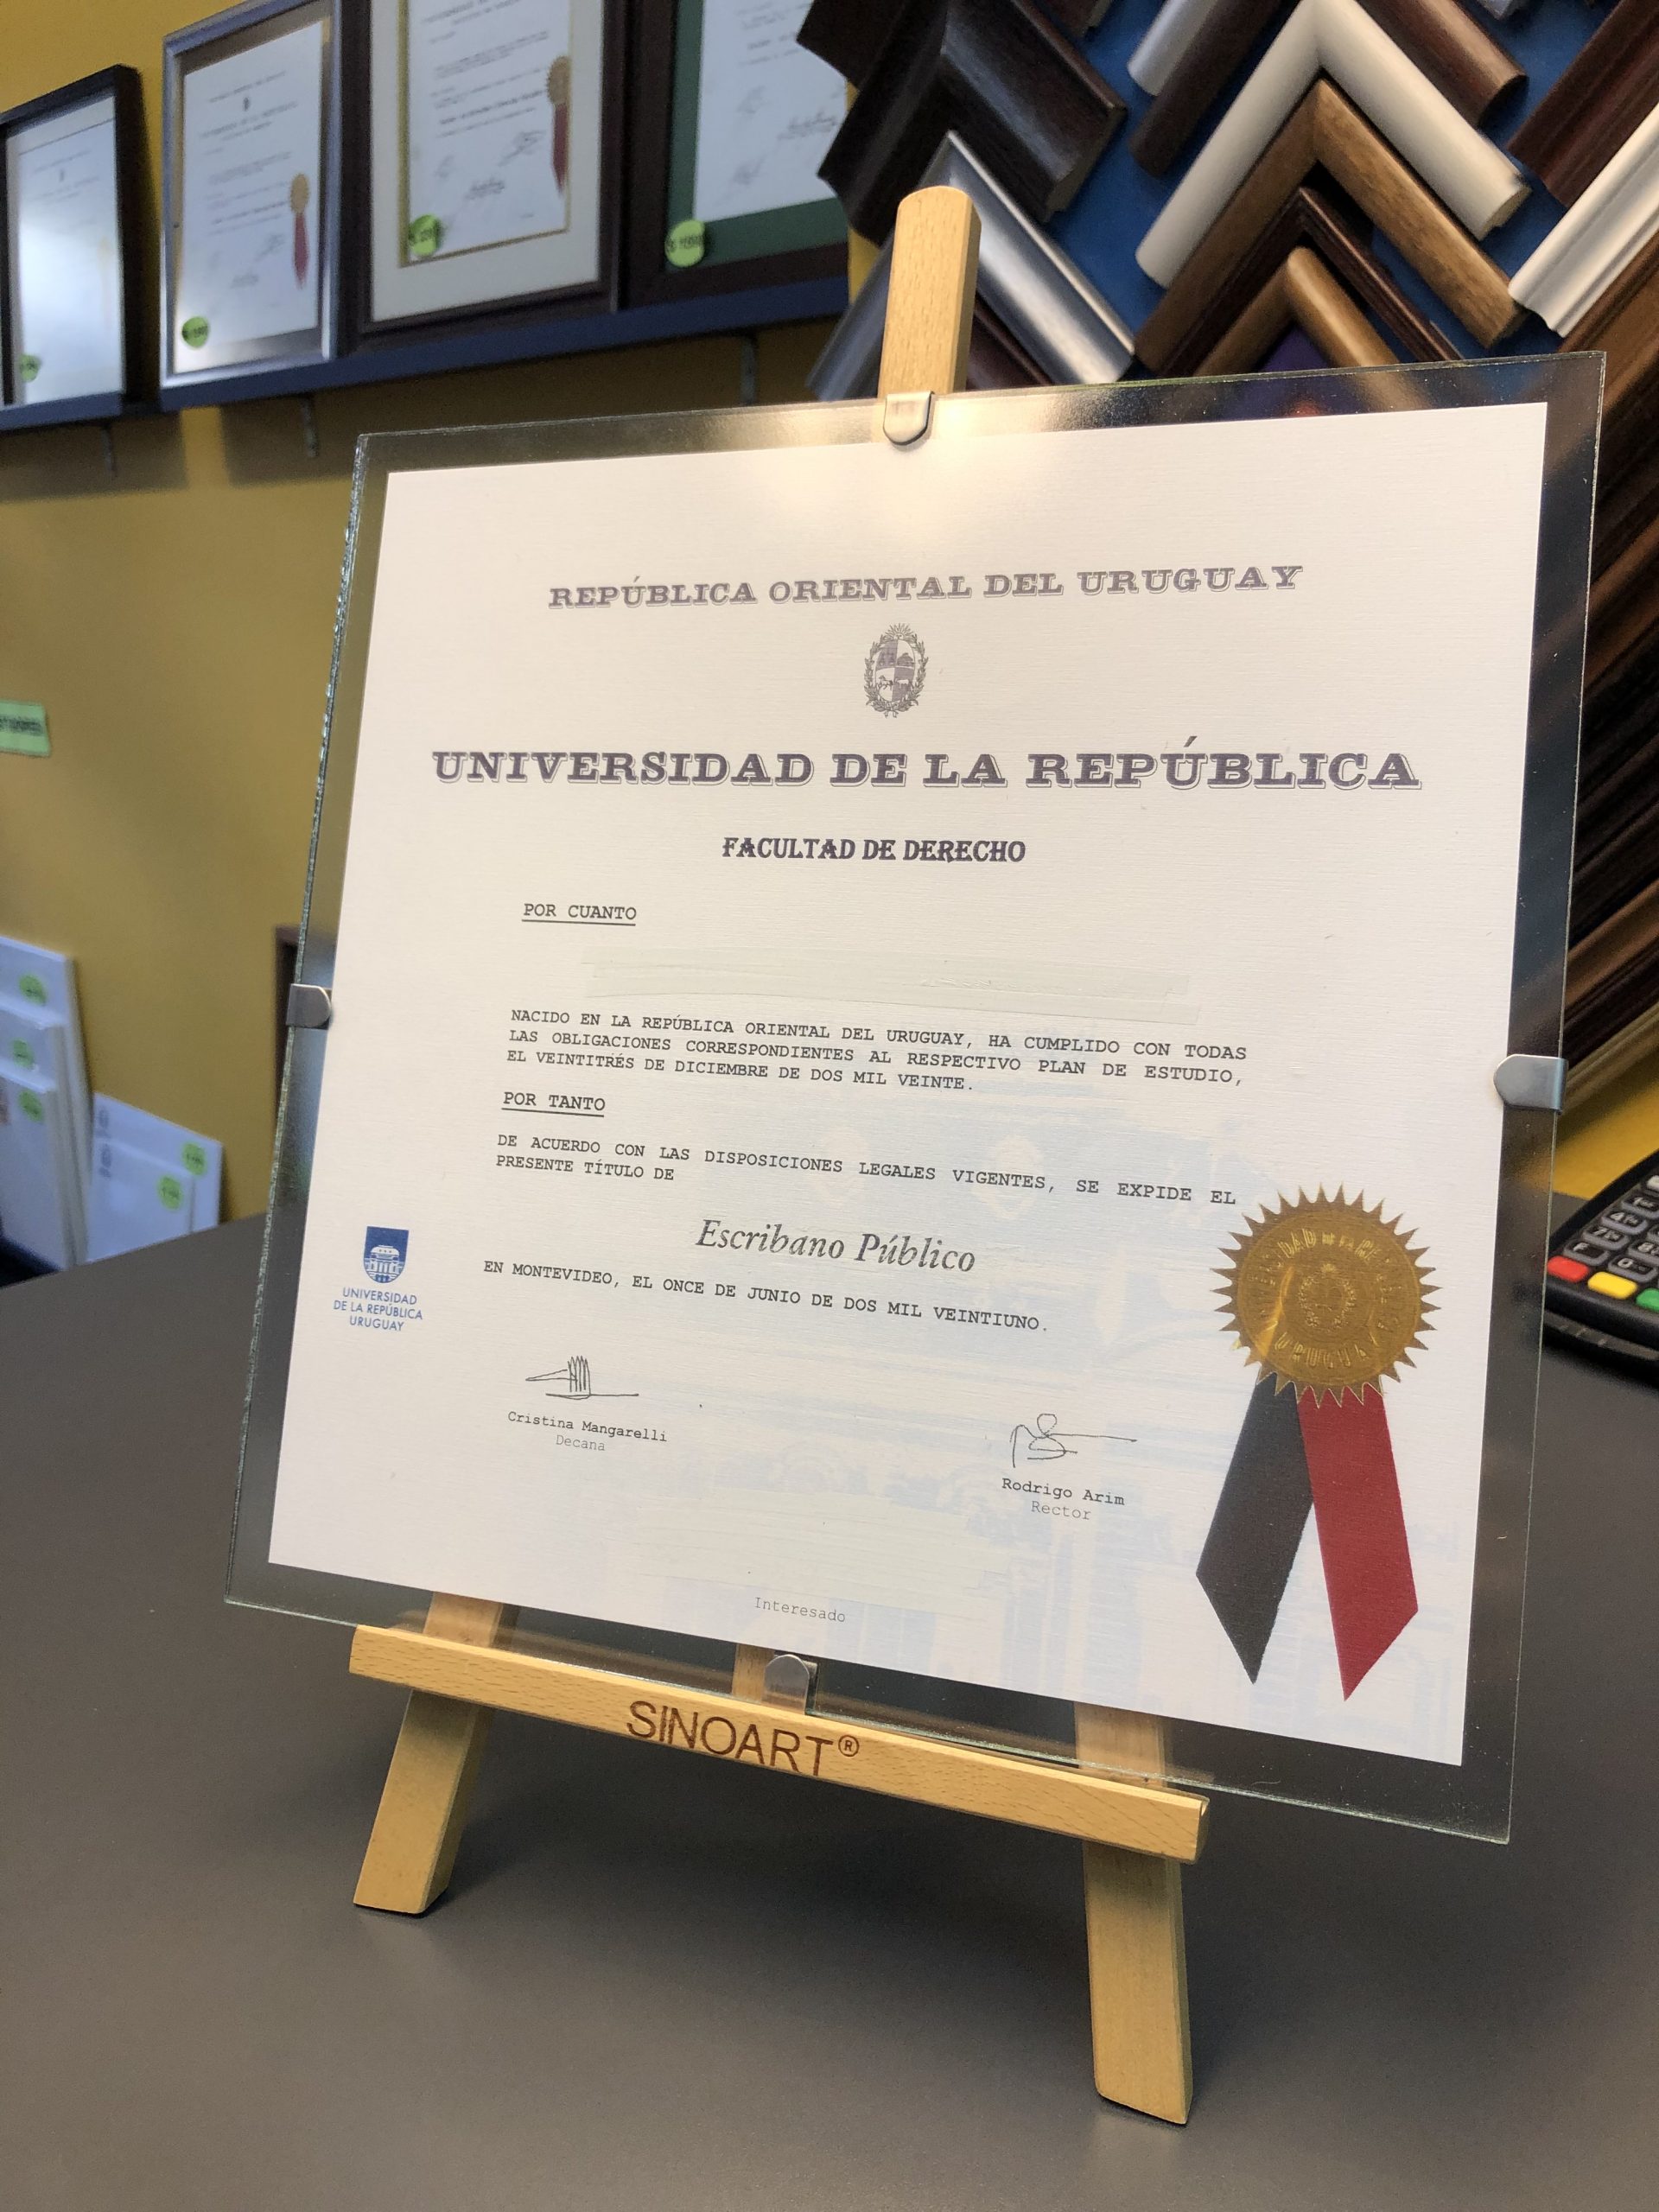 REPÚBLICA ORIENTAL DEL URUGUAY
UNIVERSIDAD DE LA REPÚBLICA
FACULTAD DE DERECHO
POR CUANTO
NACIDO EN LA REPÚBLICA ORIENTAL DEL URUGUAY, HA CUMPLIDO CON TODAS
LAS OBLIGACIONES CORRESPONDIENTES AL RESPECTIVO PLAN DE ESTUDIO,
EL VEINTITRÉS DE DICIEMBRE DE DOS MIL VEINTE.
POR TANTO
DE ACUERDO CON LAS DISPOSICIONES LEGALES VIGENTES, SE EXPIDE EL
PRESENTE TÍTULO DE
Escribano Público
EN MONTEVIDEO, EL ONCE DE JUNIO DE DOS MIL VEINTIUNO.
UNIVERSIDAD
DE LA REPÚBLICA
URUGUAY
Cristina Mangarelli
Decana
Rodrigo Arim
Rector
Interesado
SINOART®